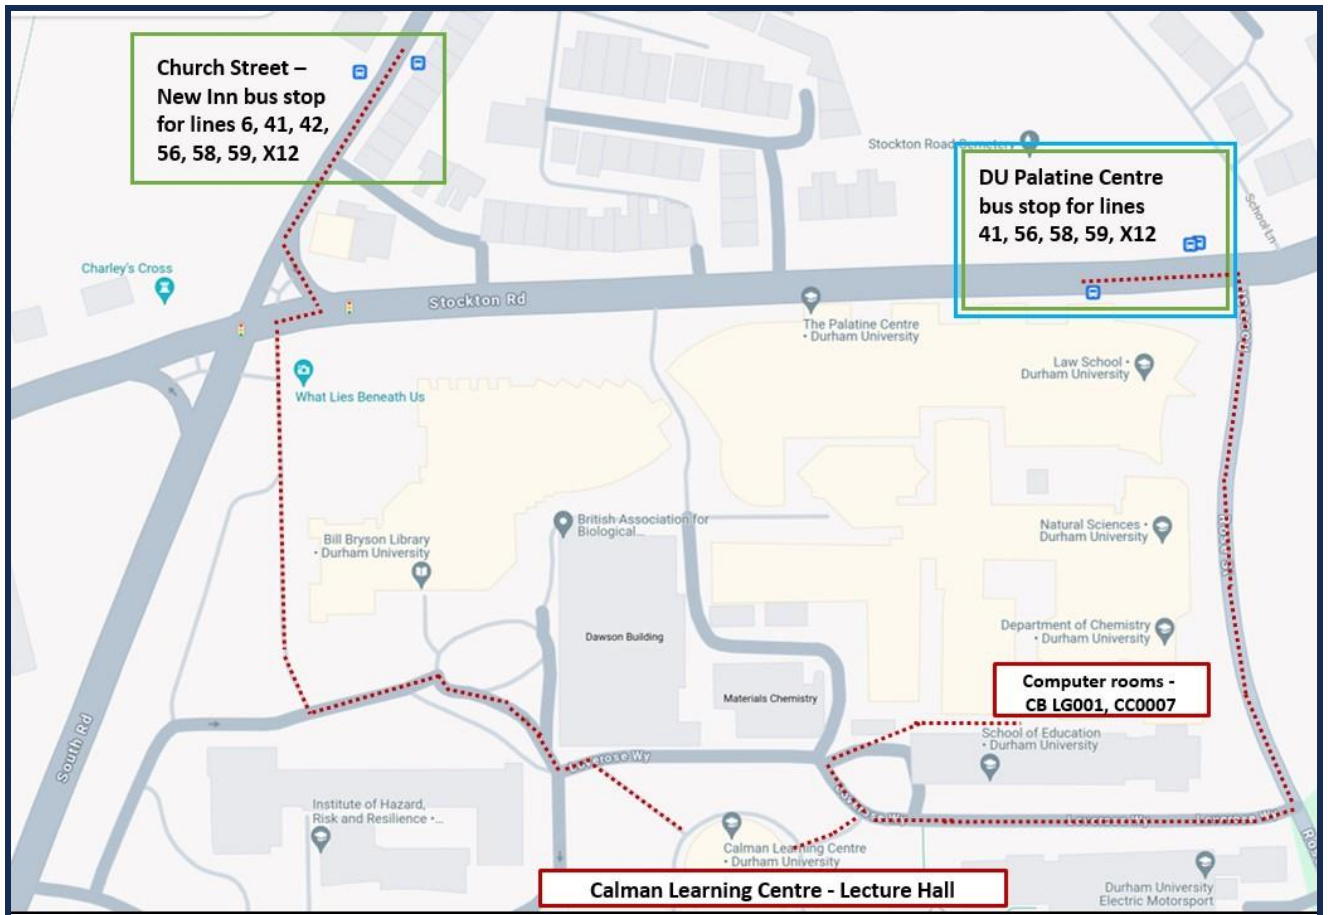 Church Street –
New Inn bus stop
for lines 6, 41, 42,
56, 58, 59, X12
Stockton Road Cemetery
DU Palatine Centre
bus stop for lines
41, 56, 58, 59, X12
School Ln
Charley's Cross
Stockton Rd
The Palatine Centre
• Durham University
Law School •
Durham University
What Lies Beneath Us
British Association for
Biological...
Bill Bryson Library
• Durham University
Natural Sciences •
Durham University
Dawson Building
Department of Chemistry
• Durham University
Materials Chemistry
Computer rooms -
CB LG001, CC0007
School of Education
• Durham University
South Rd
Institute of Hazard,
Risk and Resilience •...
Calman Learning Centre
• Durham University
Calman Learning Centre - Lecture Hall
Durham University
Electric Motorsport